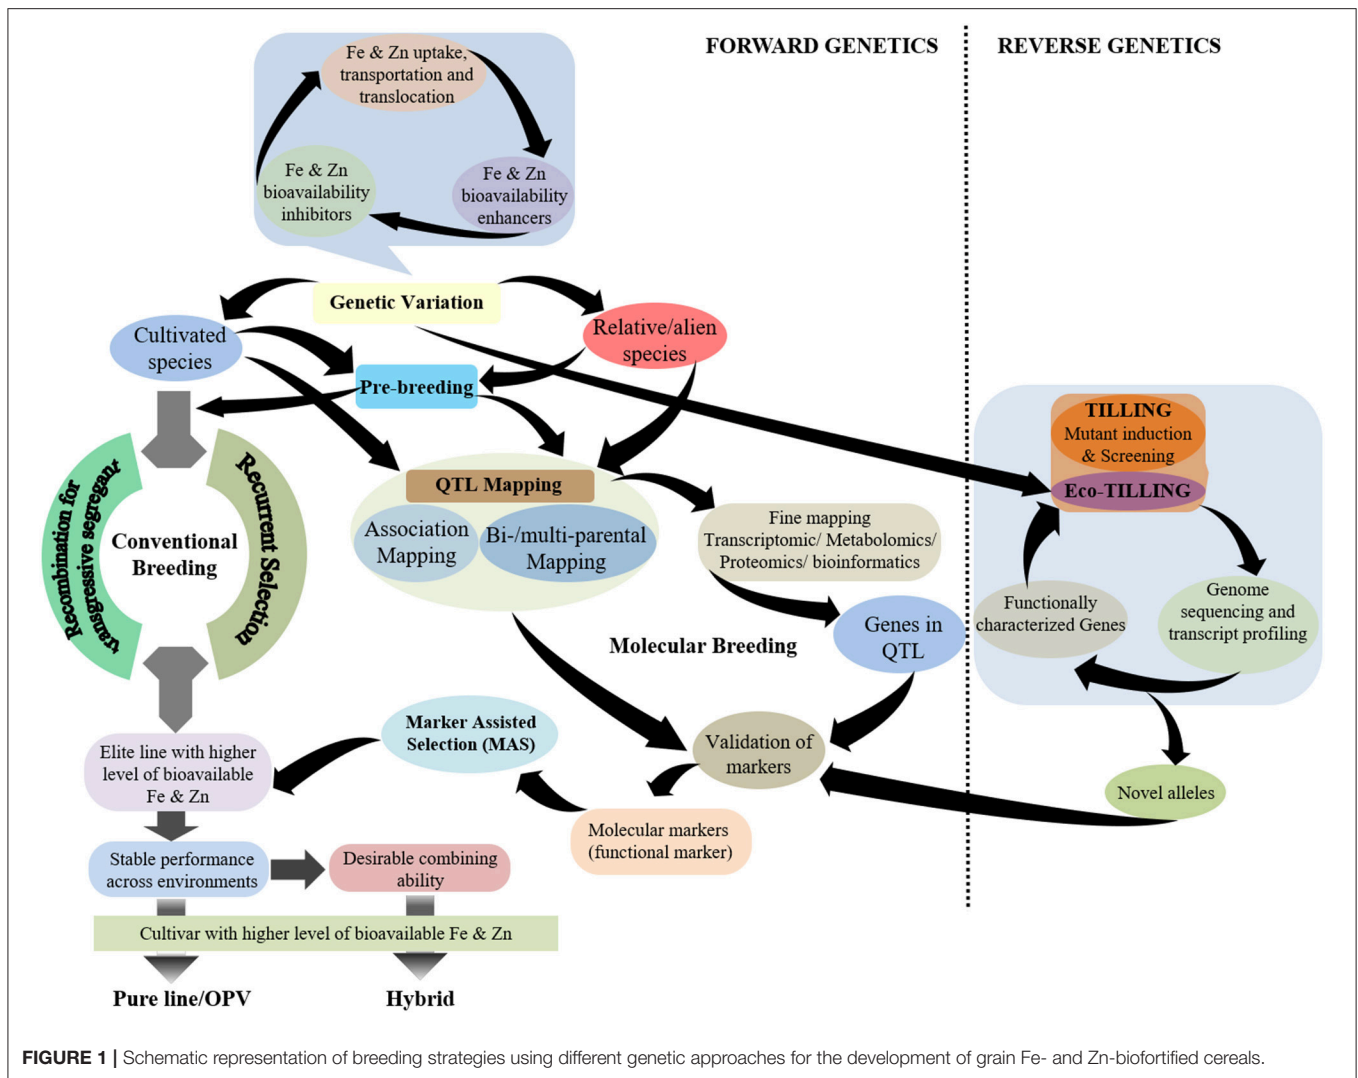 FORWARD GENETICS
REVERSE GENETICS
Fe & Zn uptake,
transportation and
translocation
Fe & Zn
bioavailability
inhibitors
Fe & Zn
bioavailability
enhancers
Genetic Variation
Cultivated
species
Relative/alien
species
Pre-breeding
TILLING
Mutant induction
& Screening
Eco-TILLING
QTL Mapping
Association
Mapping
Bi-/multi-parental
Mapping
Fine mapping
Transcriptomic/ Metabolomics/
Proteomics/ bioinformatics
Recombination for
transgressive segregant
Conventional
Breeding
Recurrent Selection
Functionally
characterized Genes
Genome
sequencing and
transcript profiling
Genes in
QTL
Molecular Breeding
Marker Assisted
Selection (MAS)
Validation of
markers
Novel alleles
Elite line with higher
level of bioavailable
Fe & Zn
Molecular markers
(functional marker)
Stable performance
across environments
Desirable combining
ability
Cultivar with higher level of bioavailable Fe & Zn
Pure line/OPV
Hybrid
FIGURE 1 | Schematic representation of breeding strategies using different genetic approaches for the development of grain Fe- and Zn-biofortified cereals.